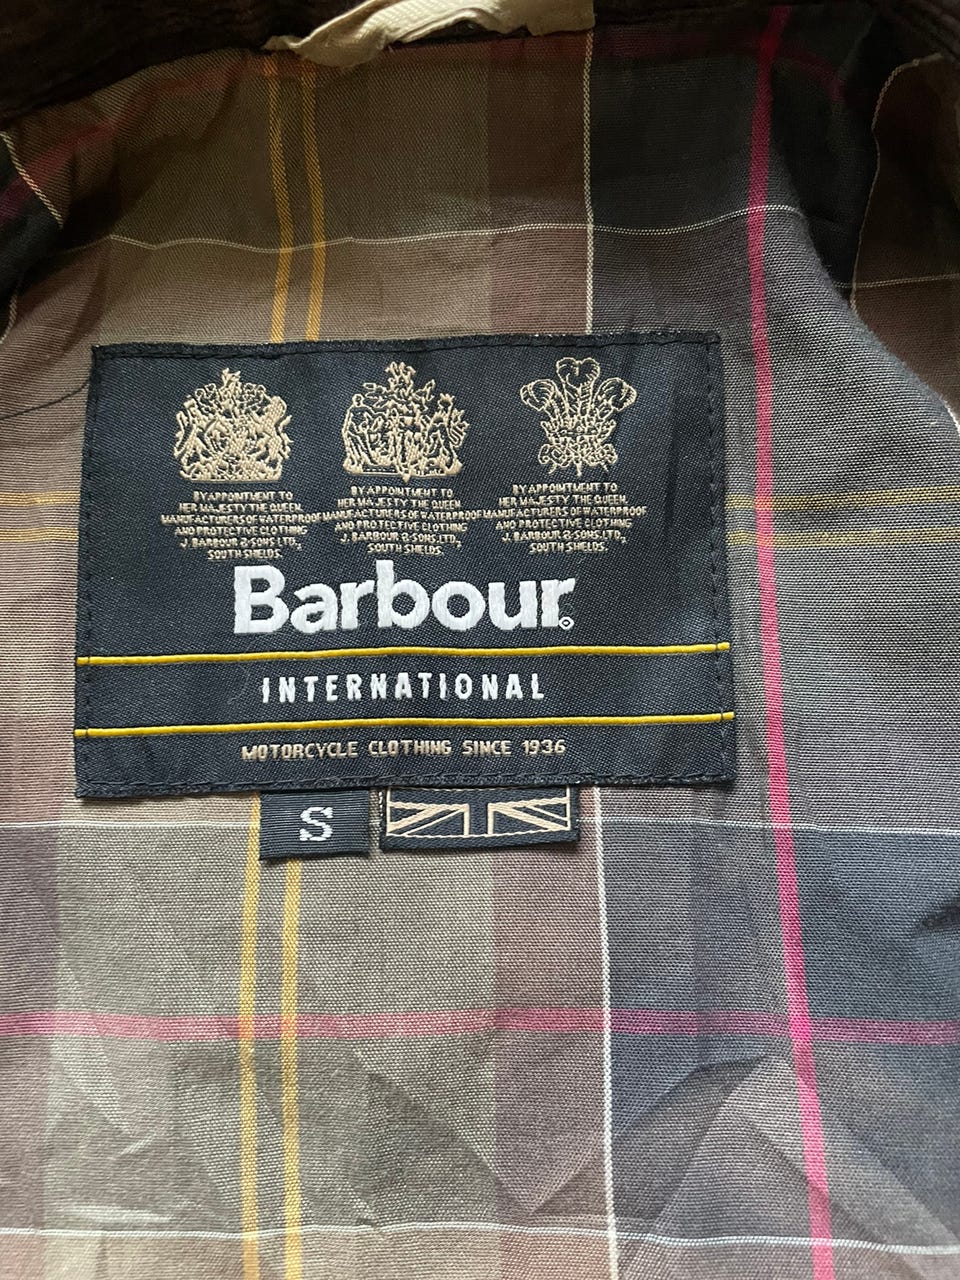 BY APPOINTMENT TO
HER MAJESTY THE QUEEN,
MANUFACTURERS OF WATERPROOF
AND PROTECTIVE CLOTHING
J. BARBOUR & SONS, LTD.,
SOUTH SHIELDS.
BY APPOINTMENT TO
HER MAJESTY THE QUEEN,
MANUFACTURERS OF WATERPROOF
AND PROTECTIVE CLOTHING
J. BARBOUR & SONS LTD.,
SOUTH SHIELDS.
BY APPOINTMENT TO
HER MAJESTY THE QUEEN,
MANUFACTURERS OF WATERPROOF
AND PROTECTIVE CLOTHING
J. BARBOUR & SONS, LTD.,
SOUTH SHIELDS.
Barbour
INTERNATIONAL
MOTORCYCLE CLOTHING SINCE 1936
S